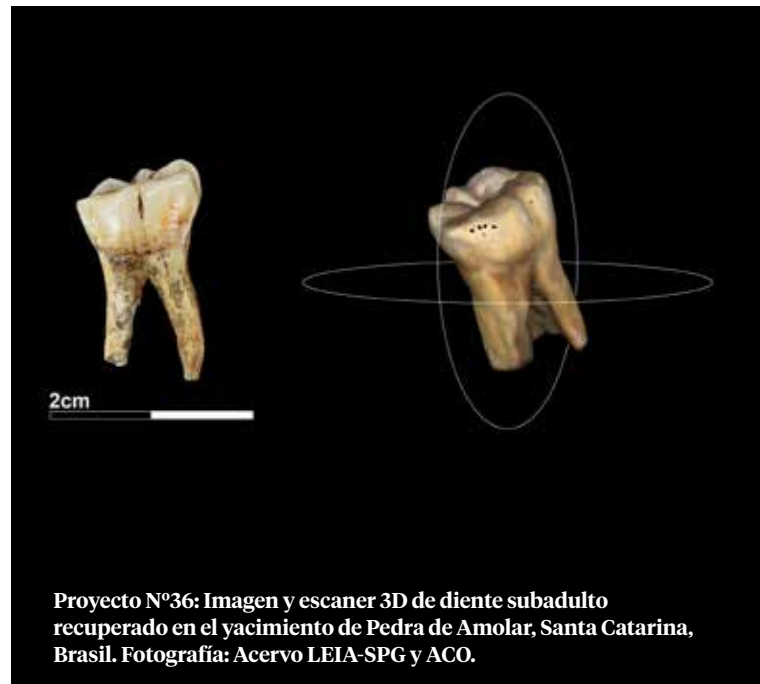 2cm
Proyecto Nº36: Imagen y escaner 3D de diente subadulto
recuperado en el yacimiento de Pedra de Amolar, Santa Catarina,
Brasil. Fotografía: Acervo LEIA-SPG y ACO.